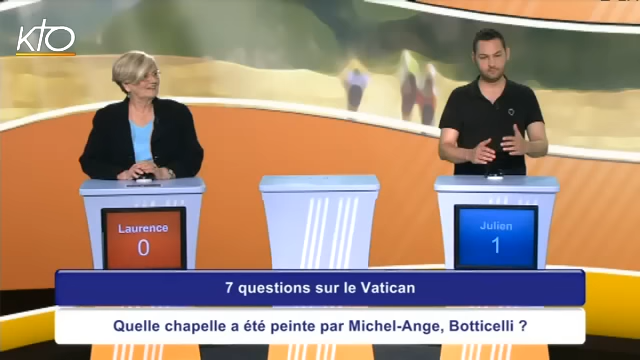 KTO
Laurence
0
Julien
1
7 questions sur le Vatican
Quelle chapelle a été peinte par Michel-Ange, Botticelli ?